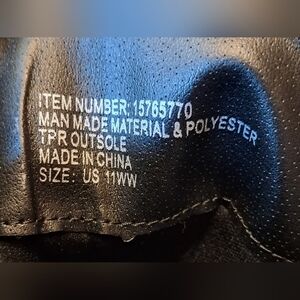 ITEM NUMBER: 15765770
MAN MADE MATERIAL & POLYESTER
TPR OUTSOLE
MADE IN CHINA
SIZE: US 11WW